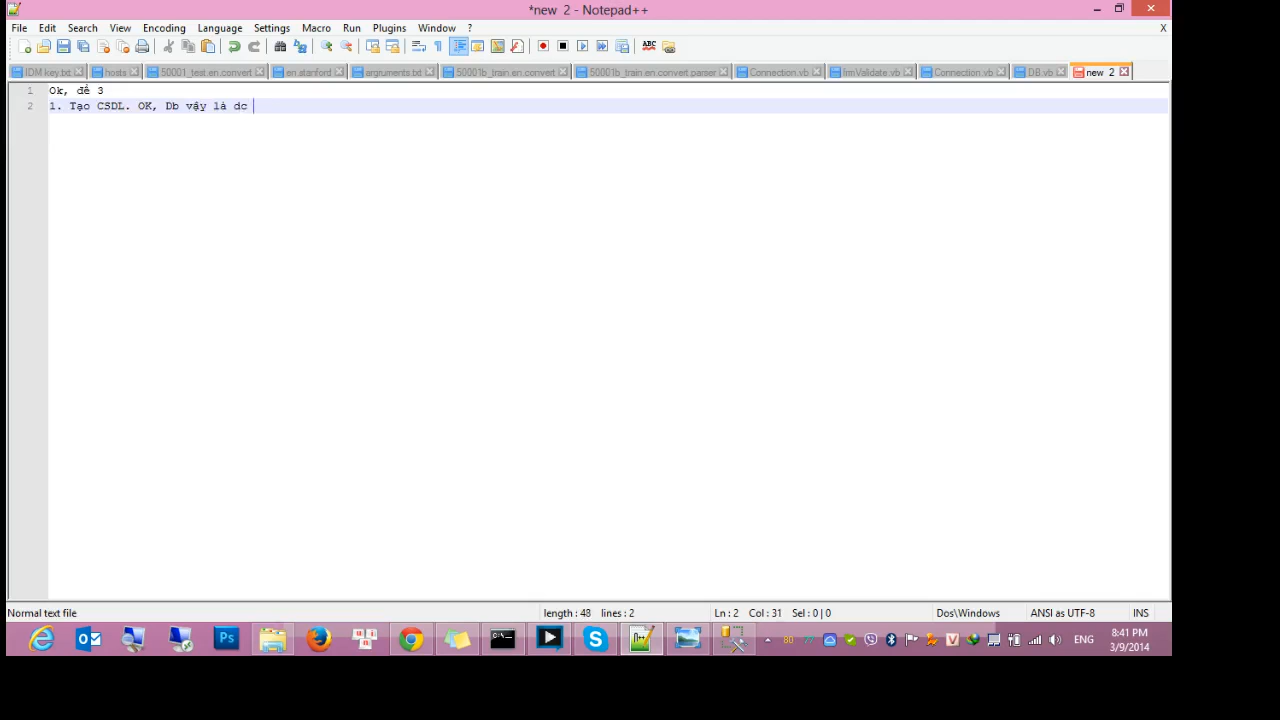 *new 2 - Notepad++
File Edit Search View Encoding Language Settings Macro Run Plugins Window ? X
IDM key.txt hosts 50001_test.en.convert en.stanford argruments.txt 50001b_train.en.convert 50001b_train.en.convert.parser Connection.vb Connection.vb DB.vb new 2
1 Ok, đề 3
2 1. Tạo CSDL. OK, Db vậy là dc
Normal text file length : 48 lines : 2 Ln : 2 Col : 31 Sel : 0 | 0 Dos\Windows ANSI as UTF-8 INS
ENG 8:41 PM
3/9/2014